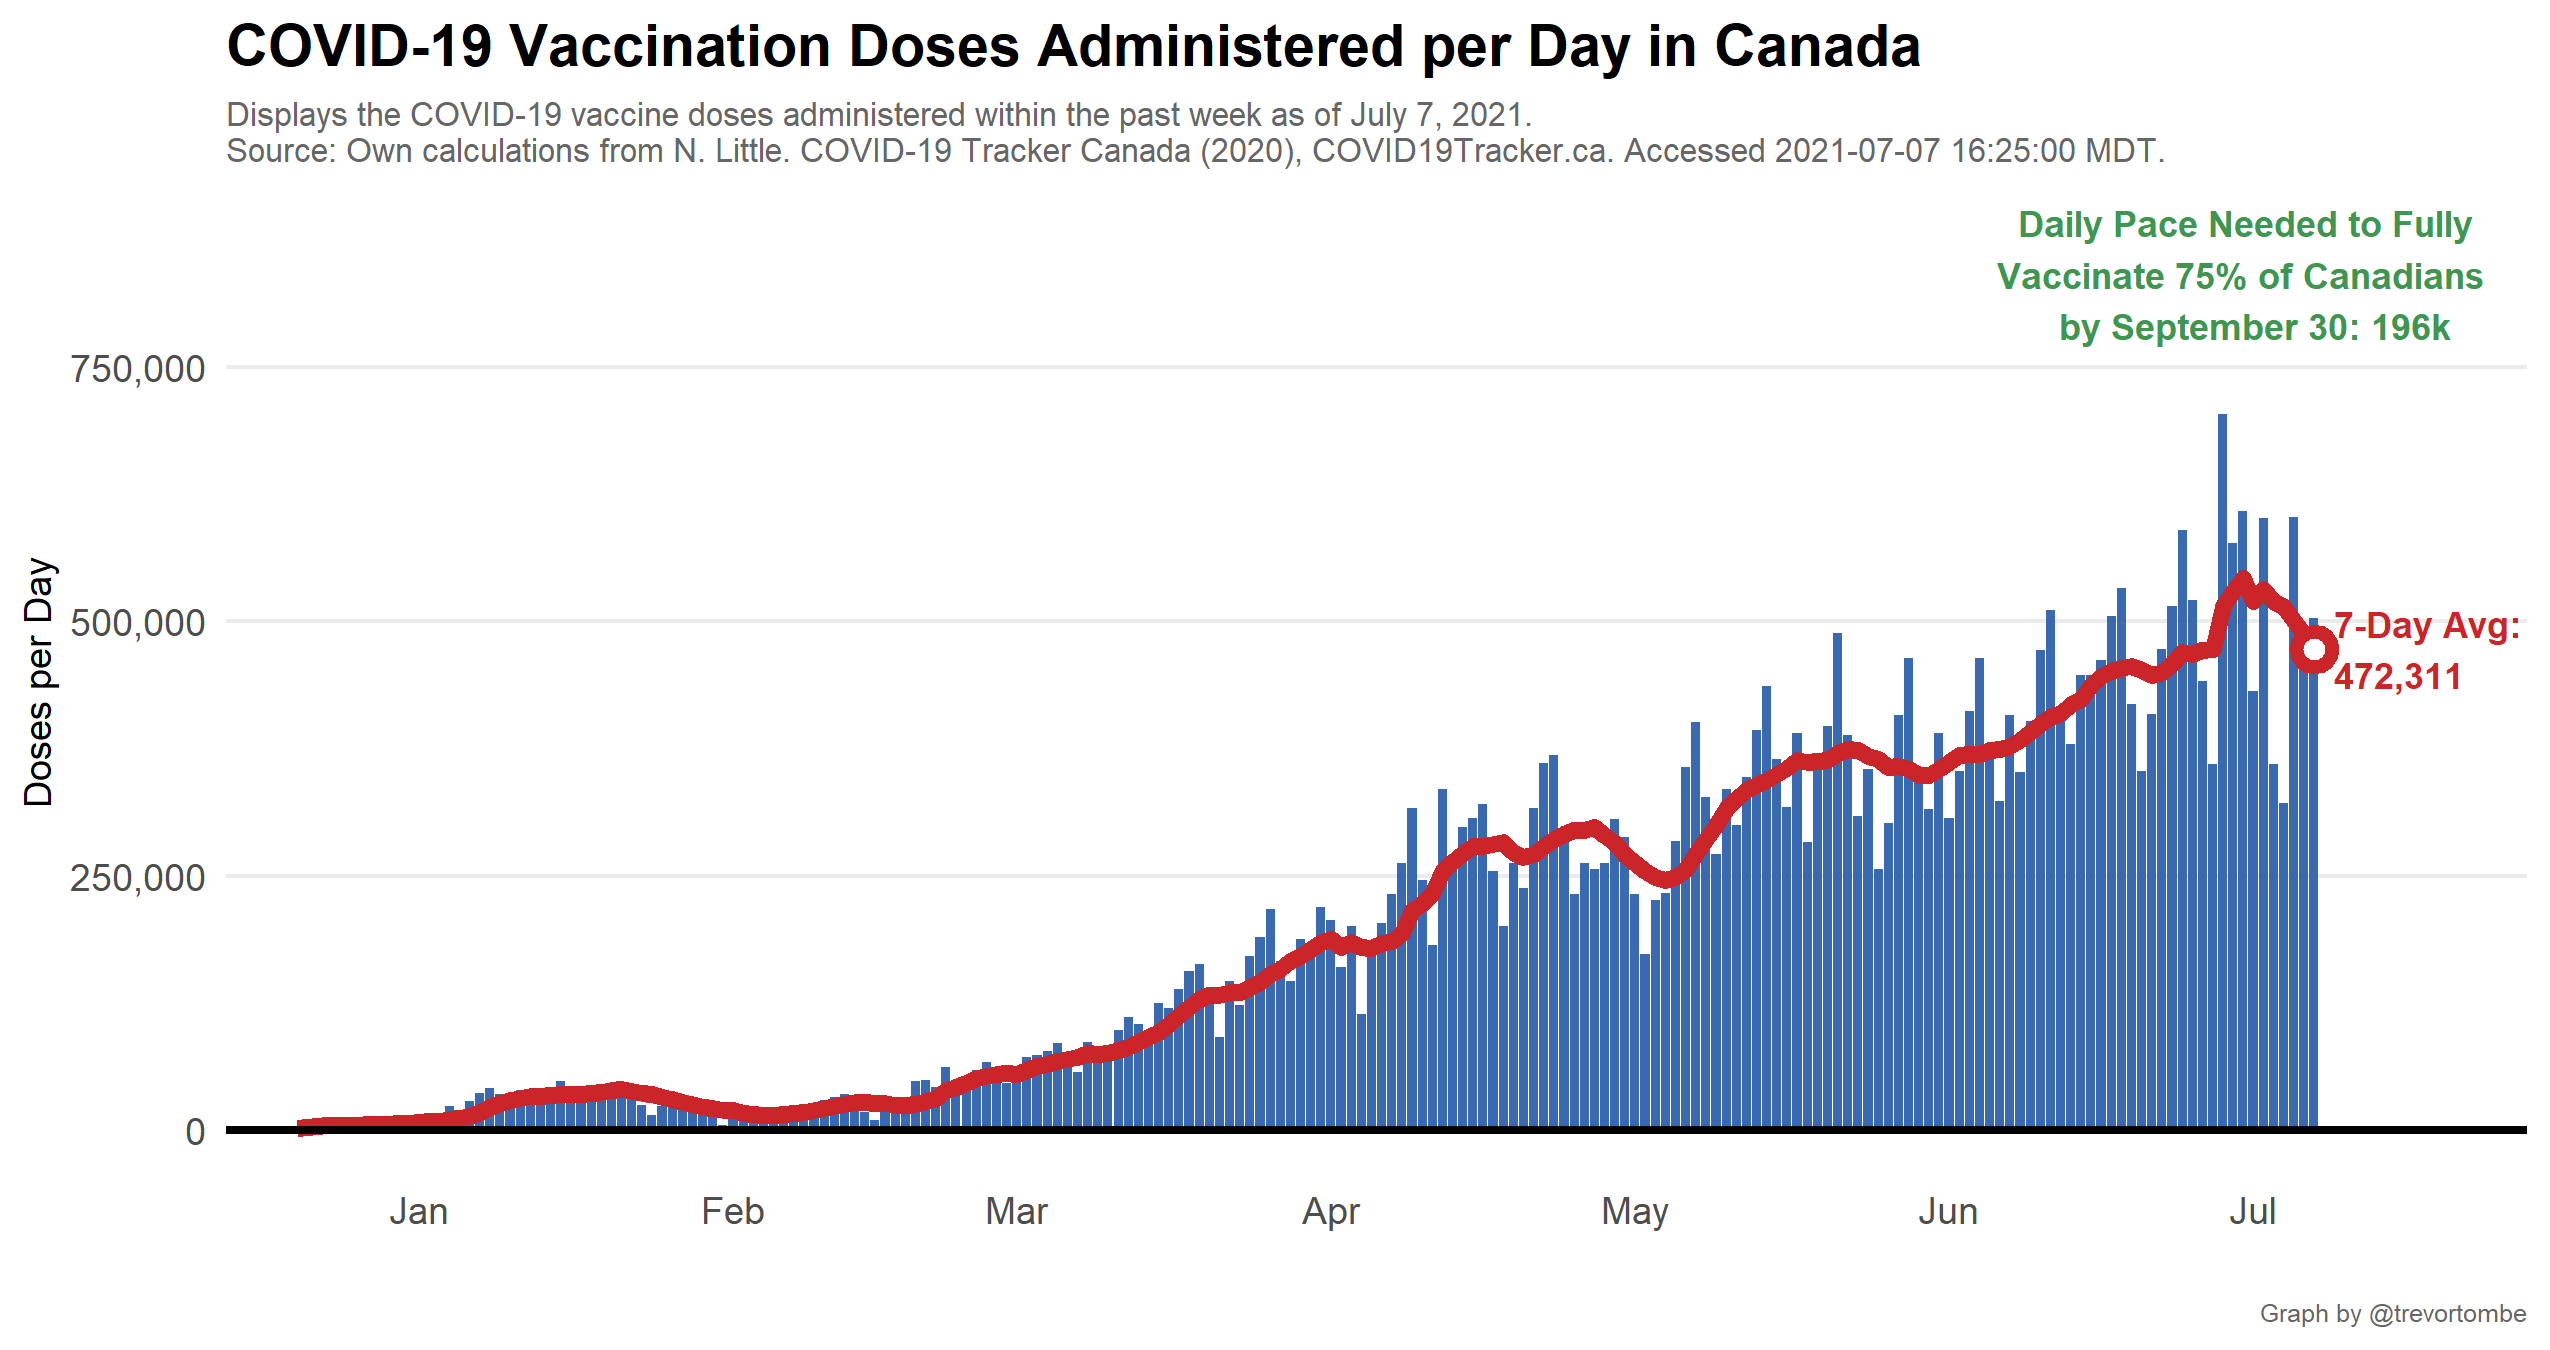 COVID-19 Vaccination Doses Administered per Day in Canada
Displays the COVID-19 vaccine doses administered within the past week as of July 7, 2021.
Source: Own calculations from N. Little. COVID-19 Tracker Canada (2020), COVID19Tracker.ca. Accessed 2021-07-07 16:25:00 MDT.
Daily Pace Needed to Fully
Vaccinate 75% of Canadians
by September 30: 196k
750,000
500,000
250,000
0
Doses per Day
7-Day Avg:
472,311
Jan
Feb
Mar
Apr
May
Jun
Jul
Graph by @trevortombe